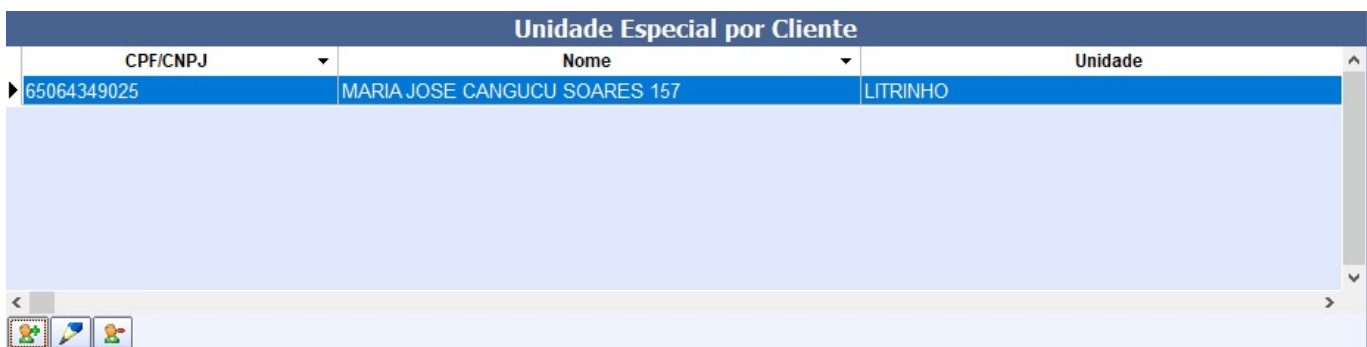 Unidade Especial por Cliente
CPF/CNPJ Nome Unidade
65064349025 MARIA JOSE CANGUCU SOARES 157 LITRINHO